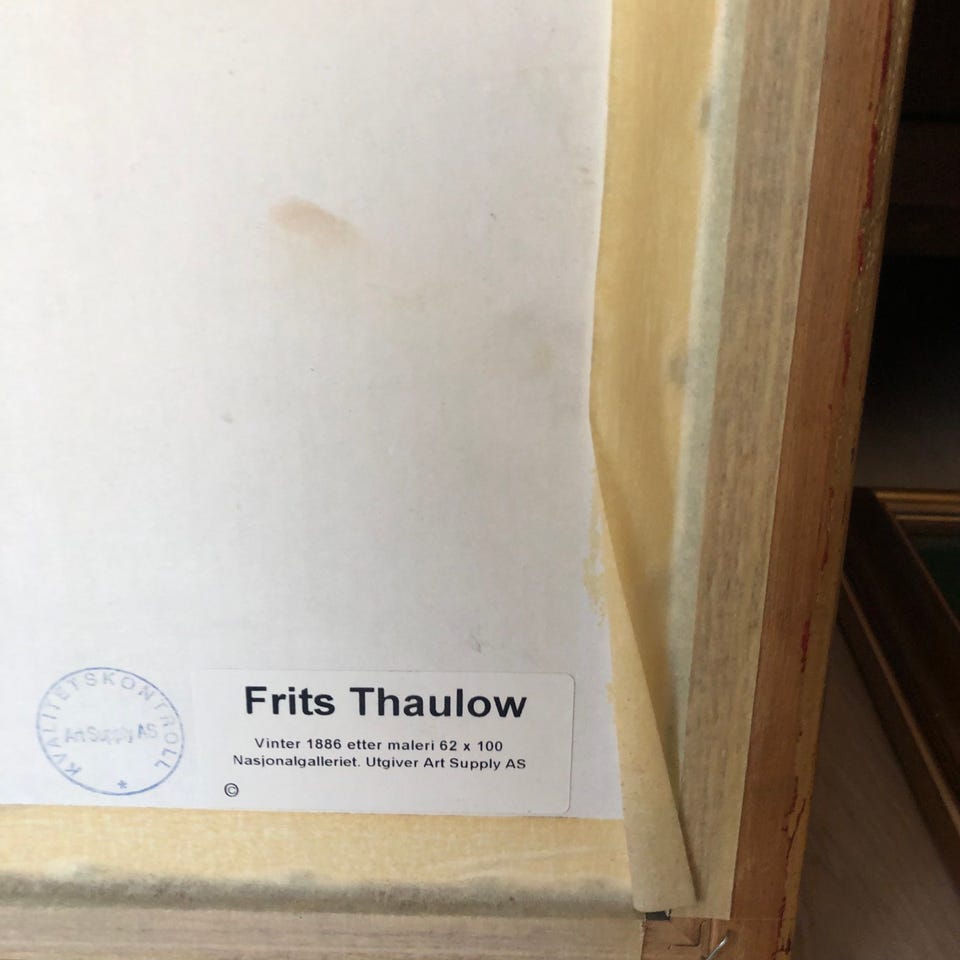 KVALITETSKONTROLL
Art Supply AS
*
Frits Thaulow
Vinter 1886 etter maleri 62 x 100
Nasjonalgalleriet. Utgiver Art Supply AS
©